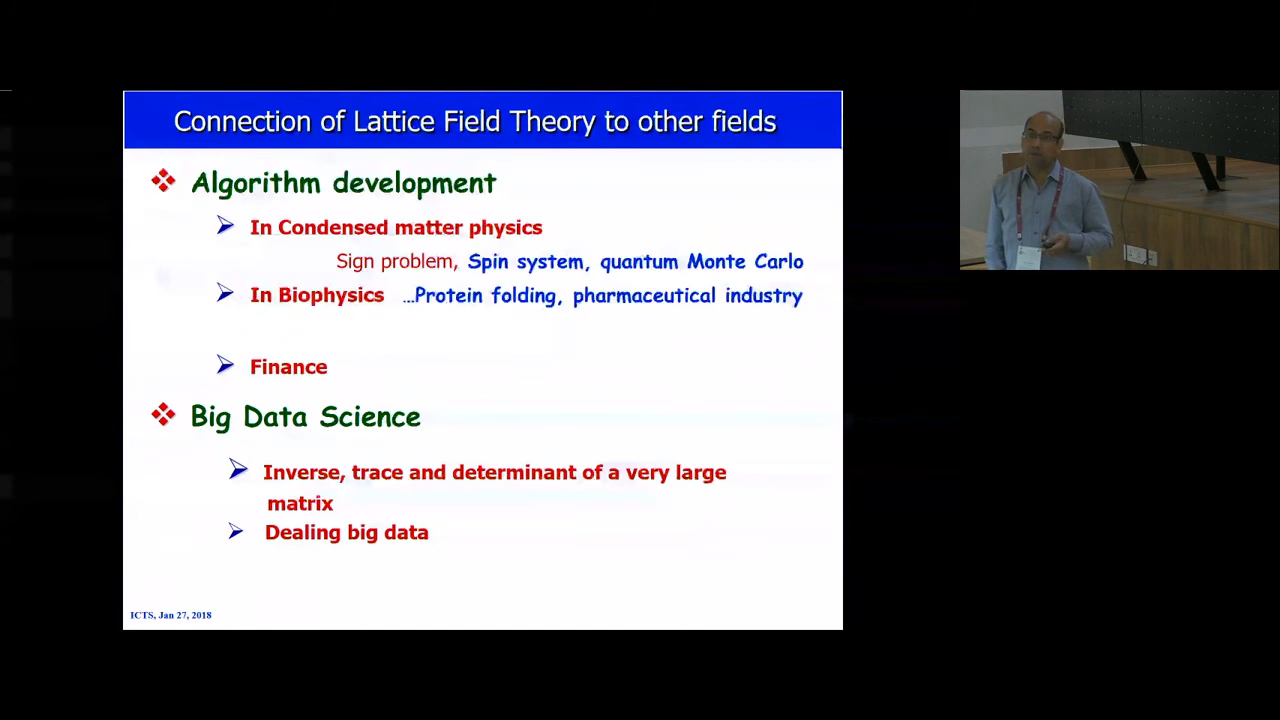 Connection of Lattice Field Theory to other fields
Algorithm development
In Condensed matter physics
Sign problem, Spin system, quantum Monte Carlo
In Biophysics ...Protein folding, pharmaceutical industry
Finance
Big Data Science
Inverse, trace and determinant of a very large
matrix
Dealing big data
ICTS, Jan 27, 2018